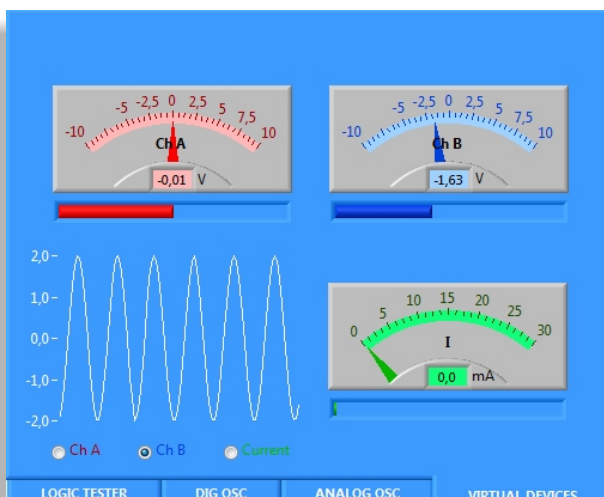 -10 -5 -2,5 0 2,5 5 7,5 10
Ch A
-0,01 V
-10 -5 -2,5 0 2,5 5 7,5 10
Ch B
-1,63 V
2,0
1,0
0,0
-1,0
-2,0
0 5 10 15 20 25 30
I
0,0 mA
Ch A Ch B Current
LOGIC TESTER DIG OSC ANALOG OSC VIRTUAL DEVICES